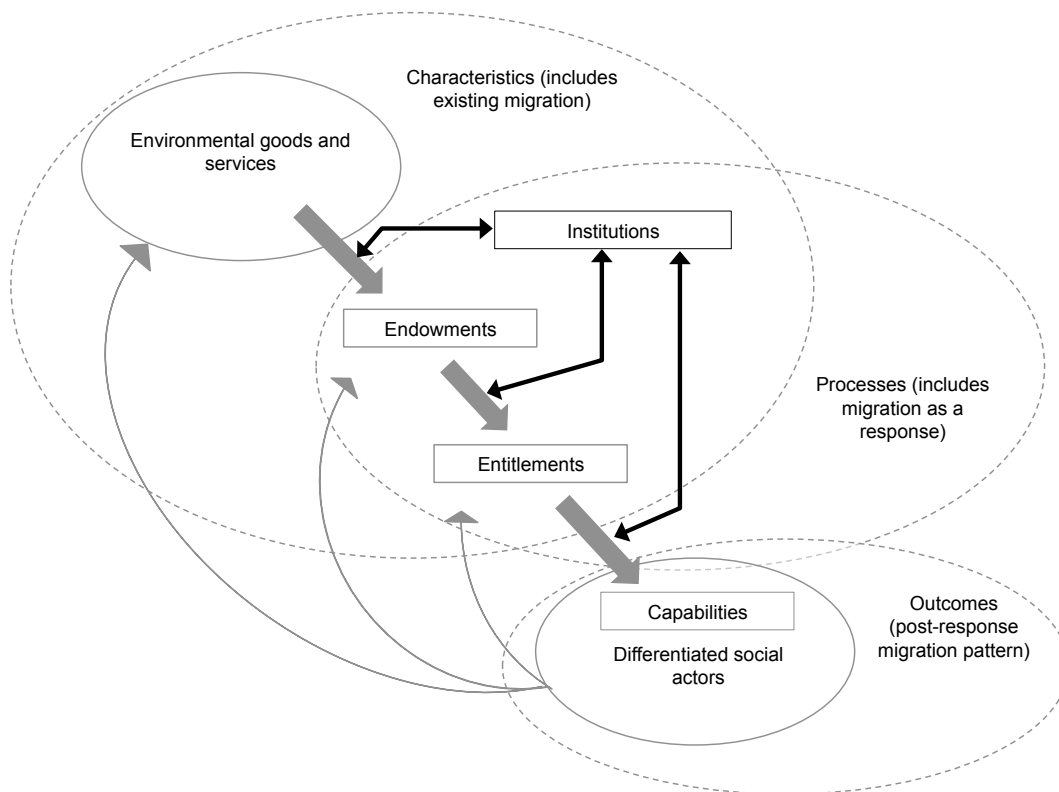 Characteristics (includes
existing migration)
Environmental goods and
services
Institutions
Endowments
Processes (includes
migration as a
response)
Entitlements
Capabilities
Differentiated social
actors
Outcomes
(post-response
migration pattern)